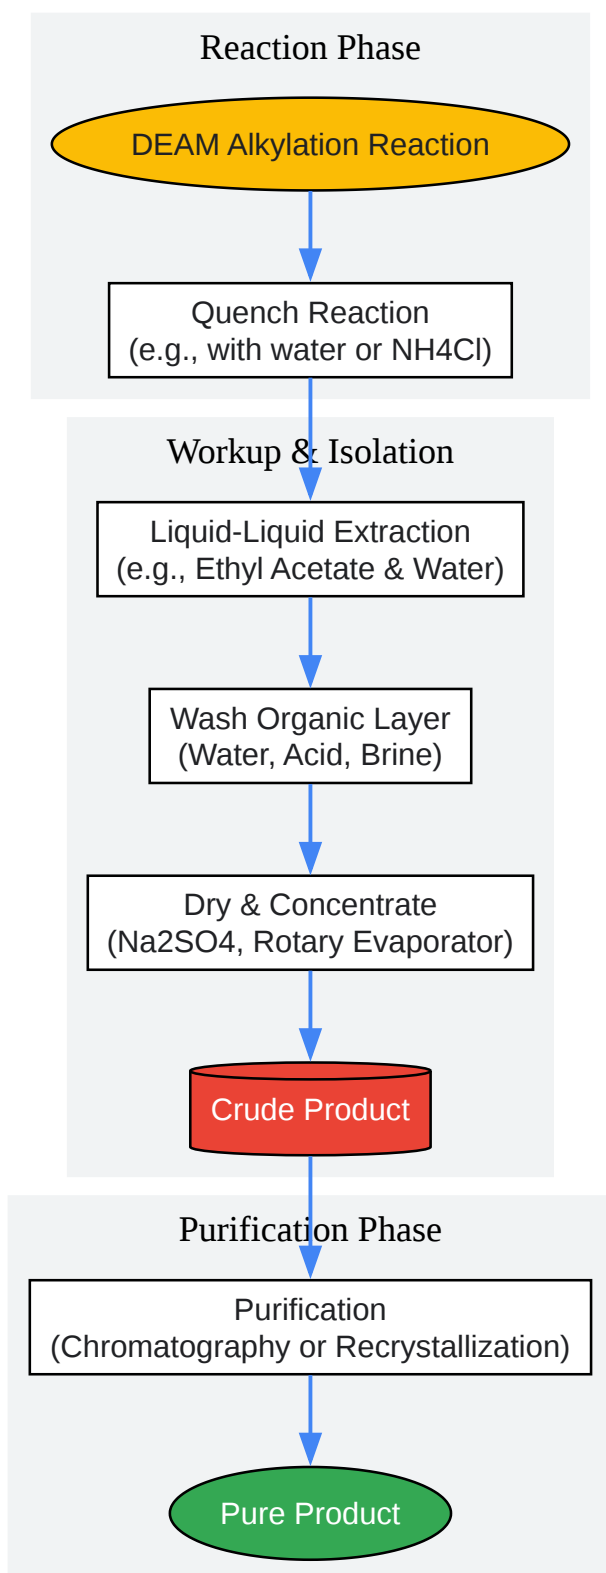 Reaction Phase
DEAM Alkylation Reaction
Quench Reaction
(e.g., with water or NH4Cl)
Workup & Isolation
Liquid-Liquid Extraction
(e.g., Ethyl Acetate & Water)
Wash Organic Layer
(Water, Acid, Brine)
Dry & Concentrate
(Na2SO4, Rotary Evaporator)
Crude Product
Purification Phase
Purification
(Chromatography or Recrystallization)
Pure Product